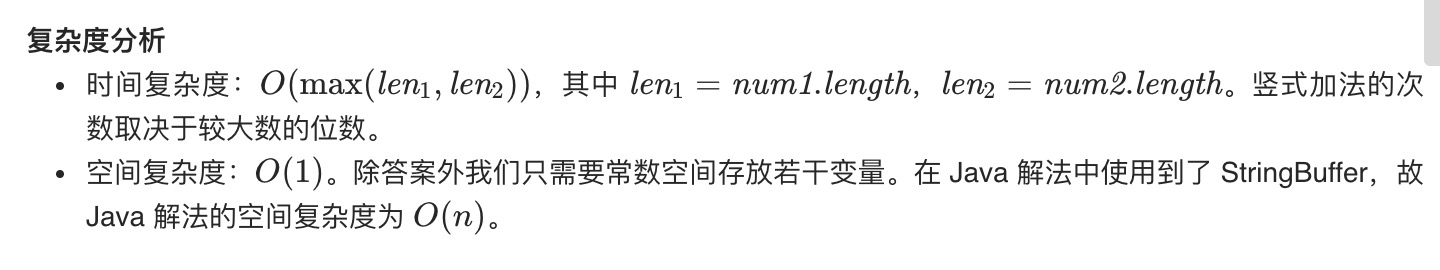 复杂度分析
• 时间复杂度：O(max(len₁, len₂))，其中 len₁ = num1.length，len₂ = num2.length。竖式加法的次
数取决于较大数的位数。
• 空间复杂度：O(1)。除答案外我们只需要常数空间存放若干变量。在 Java 解法中使用到了 StringBuffer，故
Java 解法的空间复杂度为 O(n)。